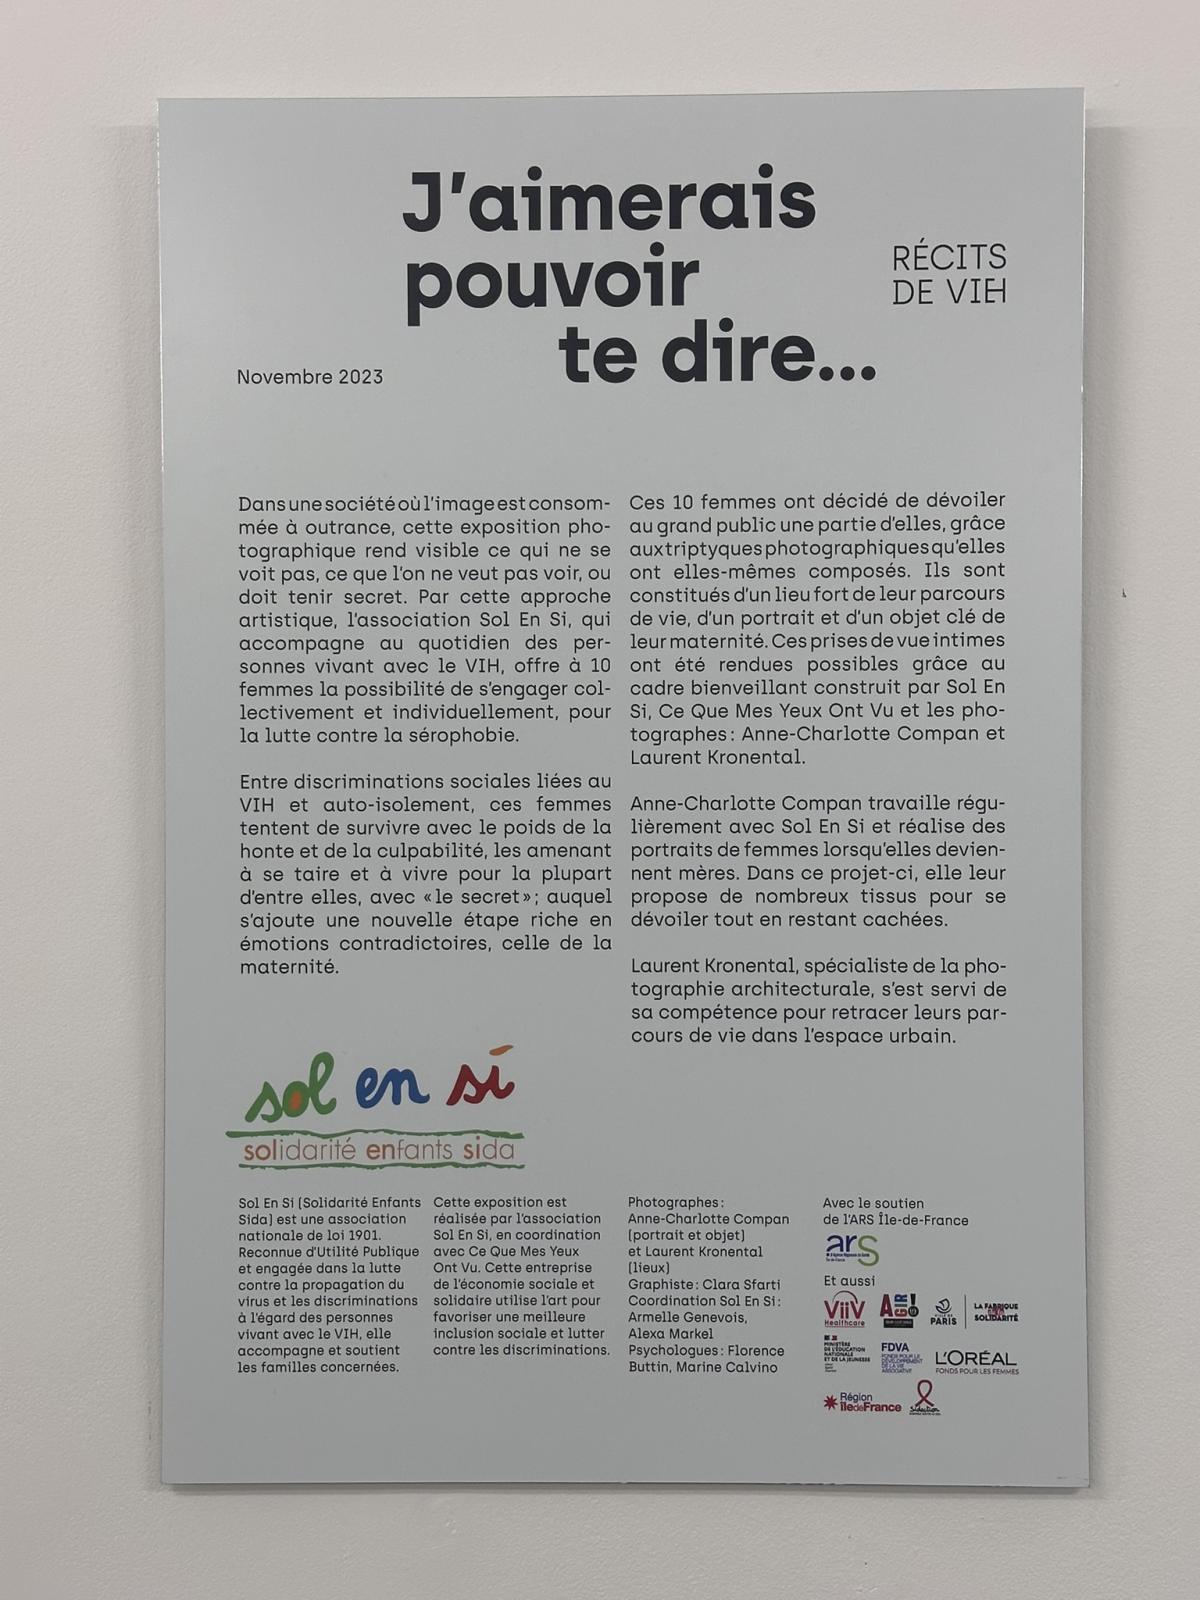 J'aimerais
pouvoir
te dire...
RÉCITS
DE VIH
Novembre 2023
Dans une société où l'image est consom-
mée à outrance, cette exposition pho-
tographique rend visible ce qui ne se
voit pas, ce que l'on ne veut pas voir, ou
doit tenir secret. Par cette approche
artistique, l'association Sol En Si, qui
accompagne au quotidien des per-
sonnes vivant avec le VIH, offre à 10
femmes la possibilité de s'engager col-
lectivement et individuellement, pour
la lutte contre la sérophobie.
Entre discriminations sociales liées au
VIH et auto-isolement, ces femmes
tentent de survivre avec le poids de la
honte et de la culpabilité, les amenant
à se taire et à vivre pour la plupart
d'entre elles, avec «le secret»; auquel
s'ajoute une nouvelle étape riche en
émotions contradictoires, celle de la
maternité.
Ces 10 femmes ont décidé de dévoiler
au grand public une partie d'elles, grâce
aux triptyques photographiques qu'elles
ont elles-mêmes composés. Ils sont
constitués d'un lieu fort de leur parcours
de vie, d'un portrait et d'un objet clé de
leur maternité. Ces prises de vue intimes
ont été rendues possibles grâce au
cadre bienveillant construit par Sol En
Si, Ce Que Mes Yeux Ont Vu et les pho-
tographes: Anne-Charlotte Compan et
Laurent Kronental.
Anne-Charlotte Compan travaille régu-
lièrement avec Sol En Si et réalise des
portraits de femmes lorsqu'elles devien-
nent mères. Dans ce projet-ci, elle leur
propose de nombreux tissus pour se
dévoiler tout en restant cachées.
Laurent Kronental, spécialiste de la pho-
tographie architecturale, s'est servi de
sa compétence pour retracer leurs par-
cours de vie dans l'espace urbain.
sol en si
solidarité enfants sida
Sol En Si (Solidarité Enfants
Sida) est une association
nationale de loi 1901.
Reconnue d'Utilité Publique
et engagée dans la lutte
contre la propagation du
virus et les discriminations
à l'égard des personnes
vivant avec le VIH, elle
accompagne et soutient
les familles concernées.
Cette exposition est
réalisée par l'association
Sol En Si, en coordination
avec Ce Que Mes Yeux
Ont Vu. Cette entreprise
de l'économie sociale et
solidaire utilise l'art pour
favoriser une meilleure
inclusion sociale et lutter
contre les discriminations.
Photographes:
Anne-Charlotte Compan
(portrait et objet)
et Laurent Kronental
(lieux)
Graphiste: Clara Sfarti
Coordination Sol En Si:
Armelle Genevois,
Alexa Markel
Psychologues: Florence
Buttin, Marine Calvino
Avec le soutien
de l'ARS Île-de-France
ars
Et aussi
ViiV
Healthcare
AGIR!
PARIS
LA FABRIQUE
DE LA
SOLIDARITÉ
MINISTÈRE
DE L'ÉDUCATION
NATIONALE
ET DE LA JEUNESSE
FDVA
FONDS POUR LE
DÉVELOPPEMENT
DE LA VIE
ASSOCIATIVE
L'ORÉAL
FONDS POUR LES FEMMES
Région
îledeFrance
Sidaction